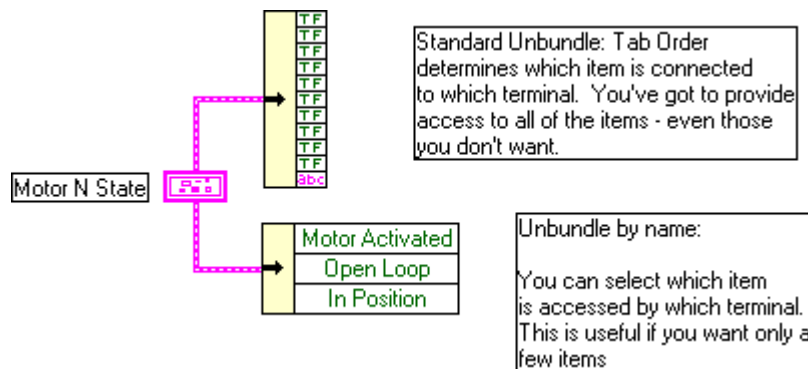 TF
TF
TF
TF
TF
TF
TF
TF
TF
TF
abc
Standard Unbundle: Tab Order
determines which item is connected
to which terminal. You've got to provide
access to all of the items - even those
you don't want.
Motor N State
Motor Activated
Open Loop
In Position
Unbundle by name:
You can select which item
is accessed by which terminal.
This is useful if you want only a
few items